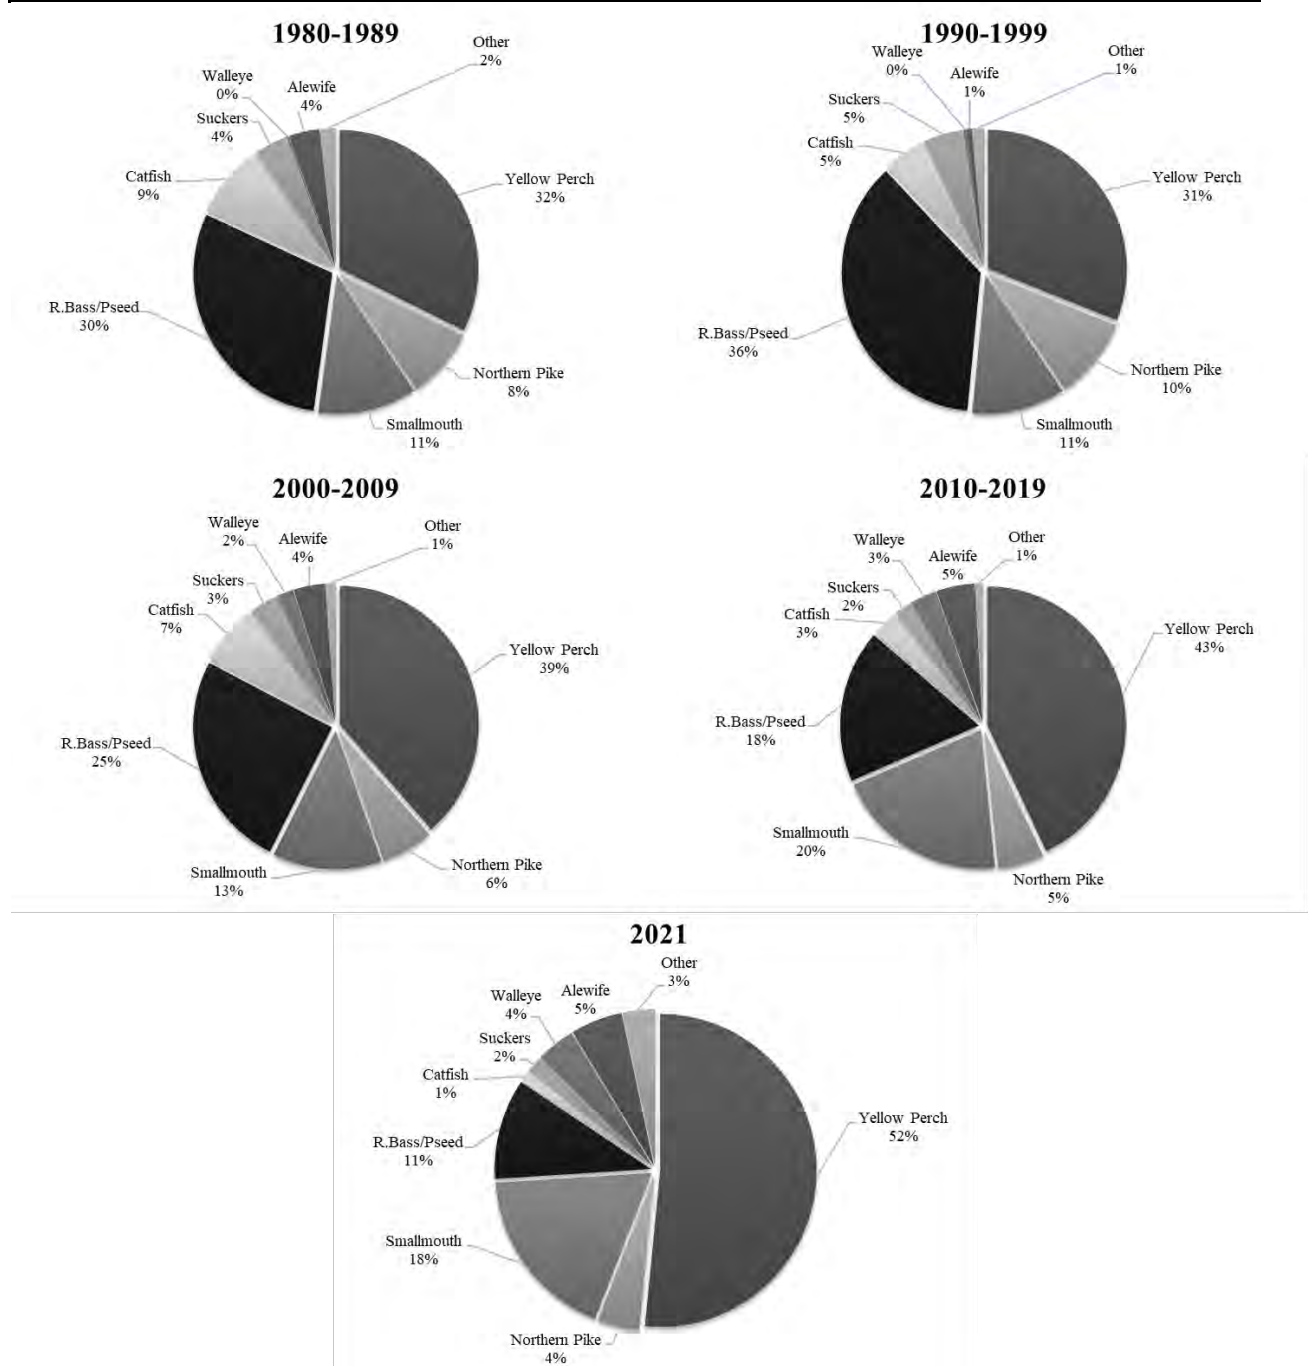 1980-1989
Other
2%
Walleye
0%
Alewife
4%
Suckers
4%
Catfish
9%
Yellow Perch
32%
R.Bass/Pseed
30%
Northern Pike
8%
Smallmouth
11%
1990-1999
Walleye
0%
Other
1%
Alewife
1%
Suckers
5%
Catfish
5%
Yellow Perch
31%
R.Bass/Pseed
36%
Northern Pike
10%
Smallmouth
11%
2000-2009
Walleye
2%
Other
1%
Alewife
4%
Suckers
3%
Catfish
7%
Yellow Perch
39%
R.Bass/Pseed
25%
Northern Pike
6%
Smallmouth
13%
2010-2019
Walleye
3%
Other
1%
Alewife
5%
Suckers
2%
Catfish
3%
Yellow Perch
43%
R.Bass/Pseed
18%
Smallmouth
20%
Northern Pike
5%
2021
Other
3%
Walleye
4%
Alewife
5%
Suckers
2%
Catfish
1%
Yellow Perch
52%
R.Bass/Pseed
11%
Smallmouth
18%
Northern Pike
4%